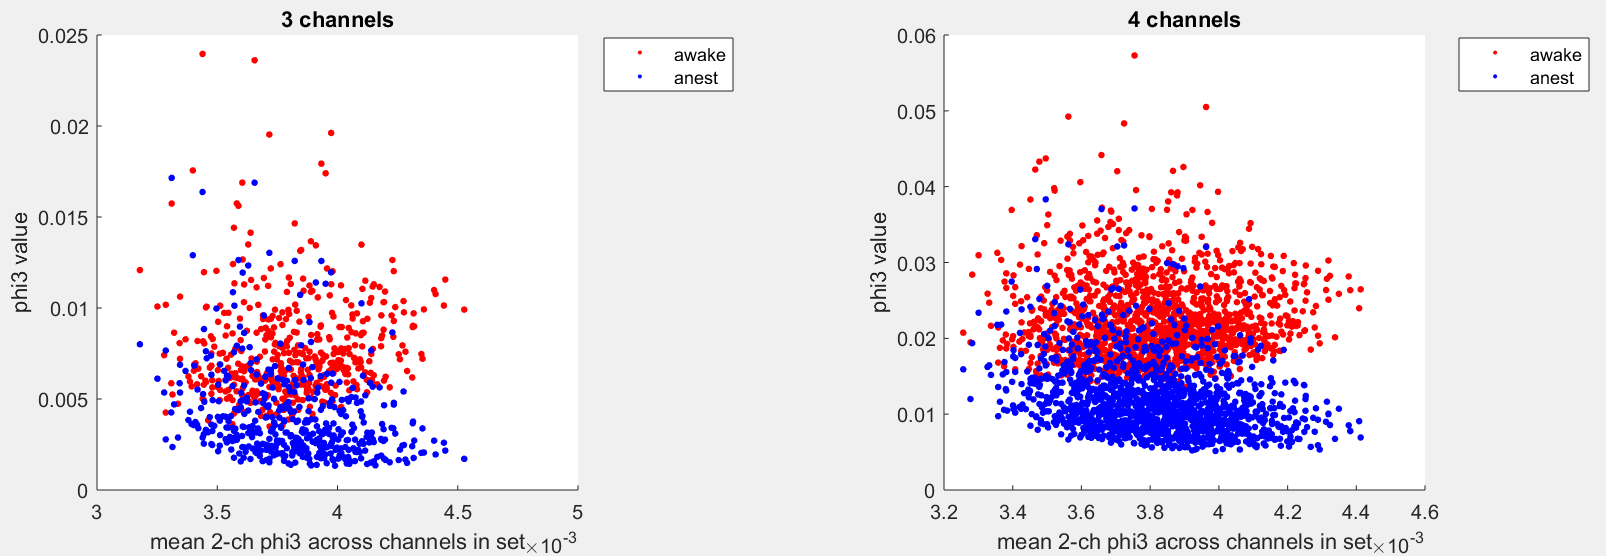 3 channels
0.025
0.02
0.015
0.01
0.005
0
3 3.5 4 4.5 5
phi3 value
mean 2-ch phi3 across channels in set ×10^-3
awake
anest
4 channels
0.06
0.05
0.04
0.03
0.02
0.01
0
3.2 3.4 3.6 3.8 4 4.2 4.4 4.6
phi3 value
mean 2-ch phi3 across channels in set ×10^-3
awake
anest